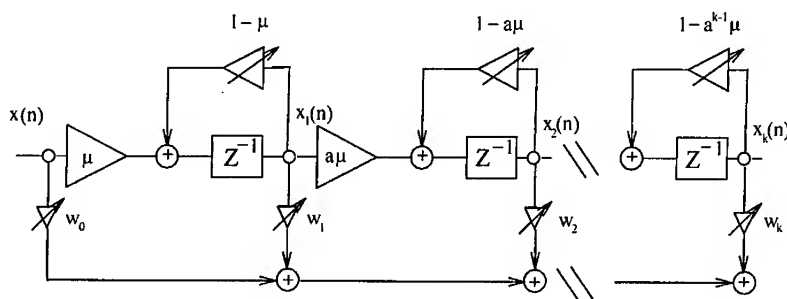 1 − μ
1− aμ
1− a^{k-1} μ
x(n)
x₁(n)
x₂(n)
xₖ(n)
μ
+
Z⁻¹
aμ
+
Z⁻¹
+
Z⁻¹
w₀
w₁
w₂
wₖ
+
+
+